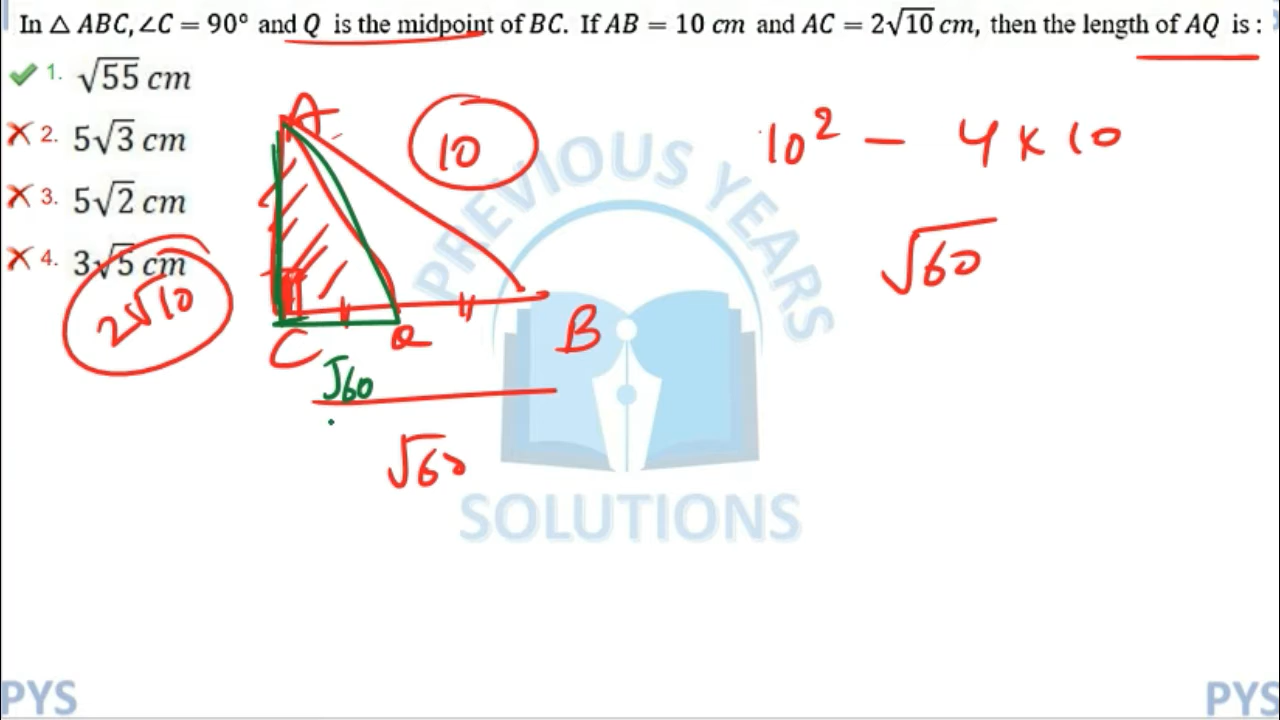 In △ ABC, ∠C = 90° and Q is the midpoint of BC. If AB = 10 cm and AC = 2√10 cm, then the length of AQ is :
1. √55 cm
2. 5√3 cm
3. 5√2 cm
4. 3√5 cm
A
10
10² − 4 × 10
√60
2√10
C
Q
B
√60
√60
PREVIOUS YEARS
SOLUTIONS
PYS
PYS